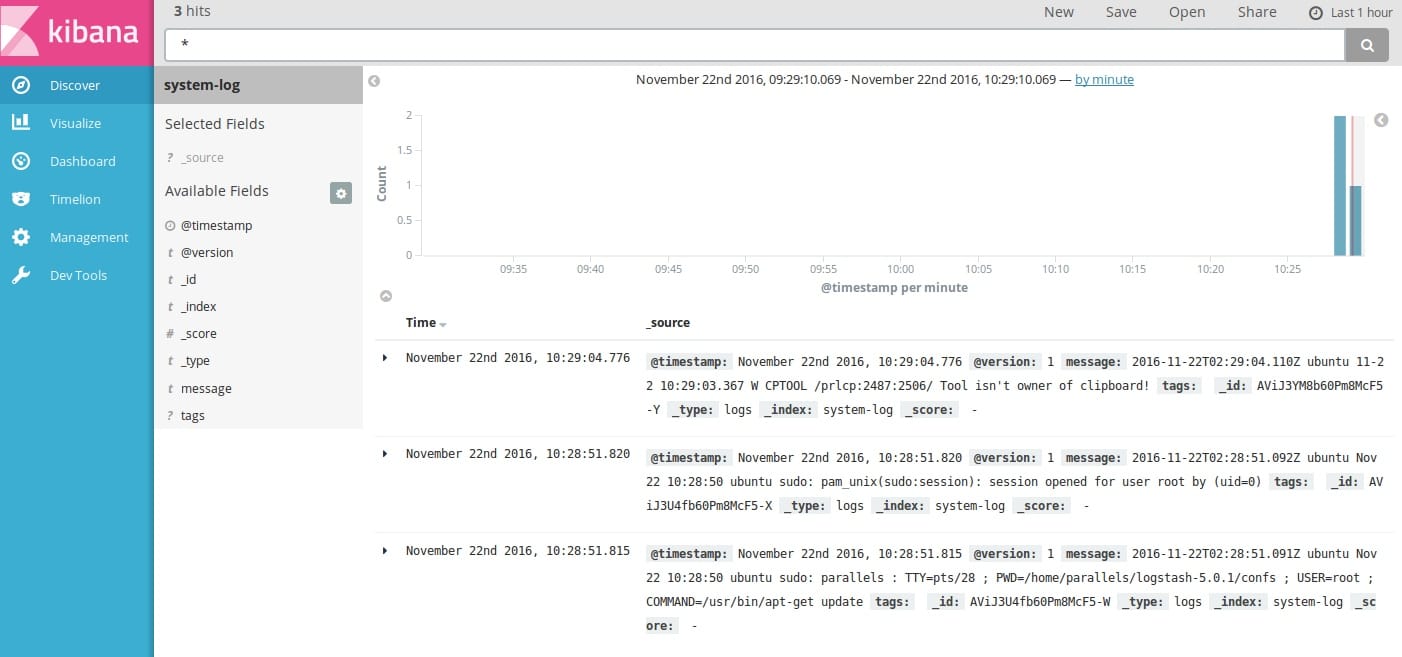 kibana
Discover
Visualize
Dashboard
Timelion
Management
Dev Tools
3 hits
New Save Open Share Last 1 hour
*
system-log
Selected Fields
? _source
Available Fields
@timestamp
t @version
t _id
t _index
# _score
t _type
t message
? tags
November 22nd 2016, 09:29:10.069 - November 22nd 2016, 10:29:10.069 — by minute
Count
2
1.5
1
0.5
0
09:35 09:40 09:45 09:50 09:55 10:00 10:05 10:10 10:15 10:20 10:25
@timestamp per minute
Time _source
November 22nd 2016, 10:29:04.776 @timestamp: November 22nd 2016, 10:29:04.776 @version: 1 message: 2016-11-22T02:29:04.110Z ubuntu 11-2
2 10:29:03.367 W CPTOOL /prlcp:2487:2506/ Tool isn't owner of clipboard! tags: _id: AViJ3YM8b60Pm8McF5
-Y _type: logs _index: system-log _score: -
November 22nd 2016, 10:28:51.820 @timestamp: November 22nd 2016, 10:28:51.820 @version: 1 message: 2016-11-22T02:28:51.092Z ubuntu Nov
22 10:28:50 ubuntu sudo: pam_unix(sudo:session): session opened for user root by (uid=0) tags: _id: AV
iJ3U4fb60Pm8McF5-X _type: logs _index: system-log _score: -
November 22nd 2016, 10:28:51.815 @timestamp: November 22nd 2016, 10:28:51.815 @version: 1 message: 2016-11-22T02:28:51.091Z ubuntu Nov
22 10:28:50 ubuntu sudo: parallels : TTY=pts/28 ; PWD=/home/parallels/logstash-5.0.1/confs ; USER=root ;
COMMAND=/usr/bin/apt-get update tags: _id: AViJ3U4fb60Pm8McF5-W _type: logs _index: system-log _sc
ore: -